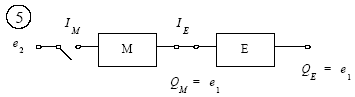 5
I_M I_E
e_2 M E
Q_M = e_1 Q_E = e_1